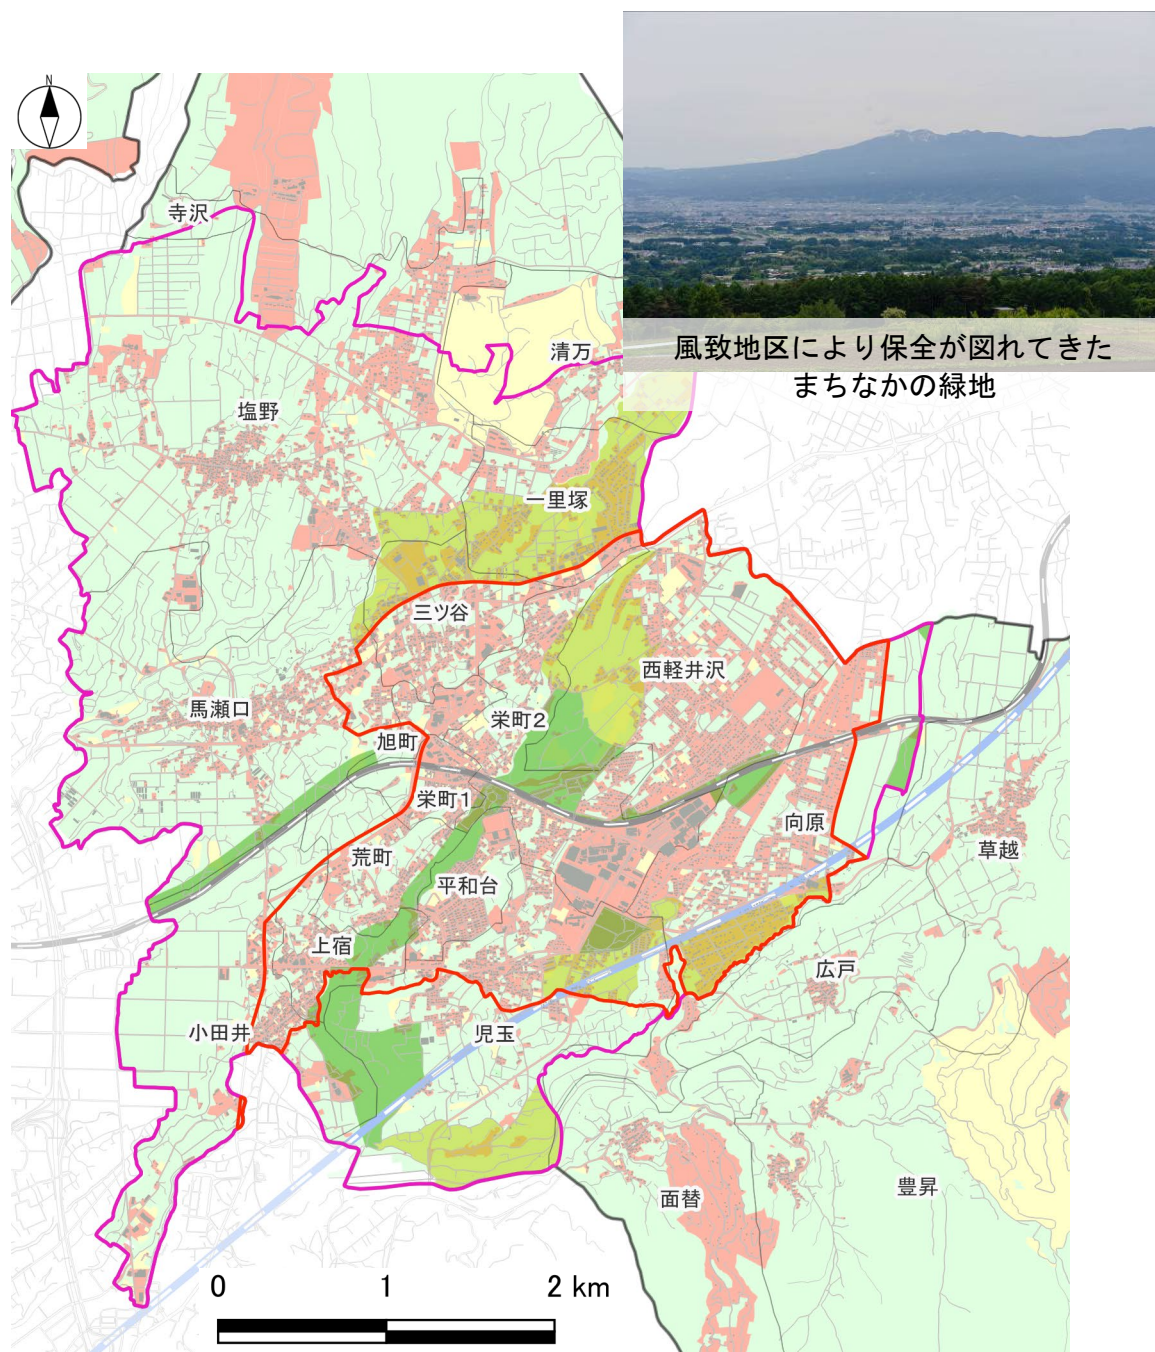 N
風致地区により保全が図れてきた
まちなかの緑地
寺沢
清万
塩野
一里塚
三ツ谷
西軽井沢
馬瀬口
栄町2
旭町
栄町1
向原
荒町
草越
平和台
上宿
広戸
小田井
児玉
面替
豊昇
0 1 2 km